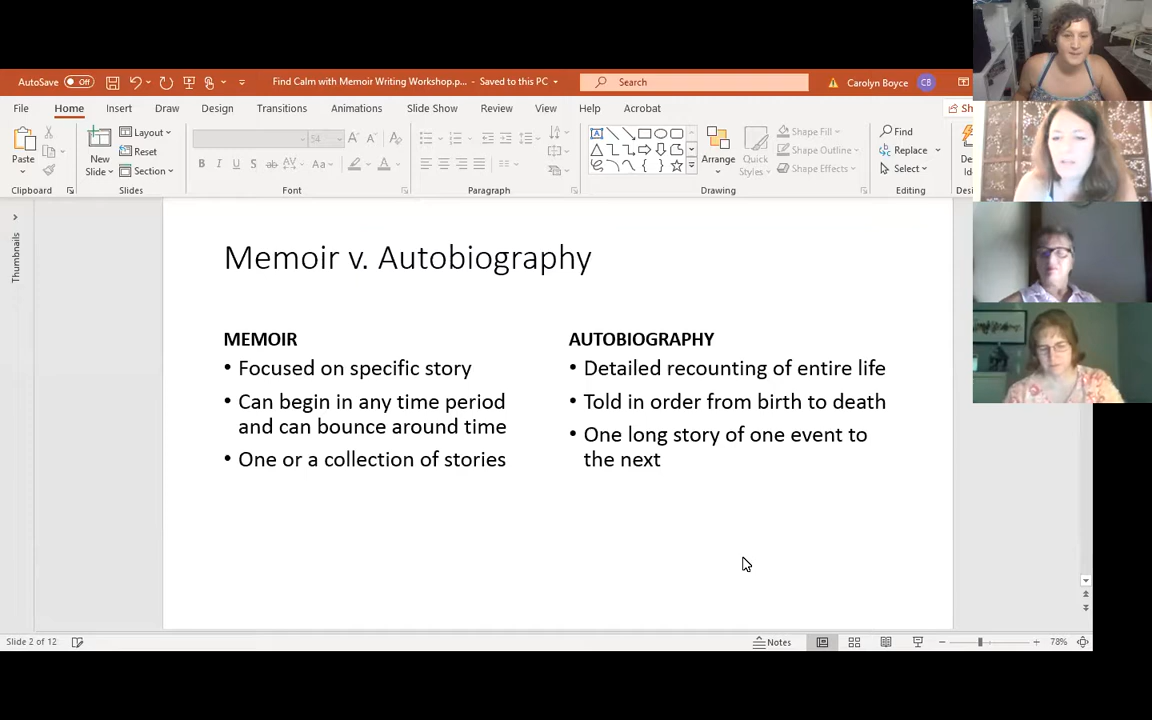 AutoSave Off
Find Calm with Memoir Writing Workshop.p... - Saved to this PC
Search
Carolyn Boyce CB
File Home Insert Draw Design Transitions Animations Slide Show Review View Help Acrobat Sh
Paste
Clipboard
New
Slide
Layout
Reset
Section
Slides
54
Font
Paragraph
Arrange
Quick
Styles
Shape Fill
Shape Outline
Shape Effects
Drawing
Find
Replace
Select
Editing
De
Ide
Desig
Thumbnails
Memoir v. Autobiography
MEMOIR
• Focused on specific story
• Can begin in any time period
and can bounce around time
• One or a collection of stories
AUTOBIOGRAPHY
• Detailed recounting of entire life
• Told in order from birth to death
• One long story of one event to
the next
Slide 2 of 12
Notes
78%